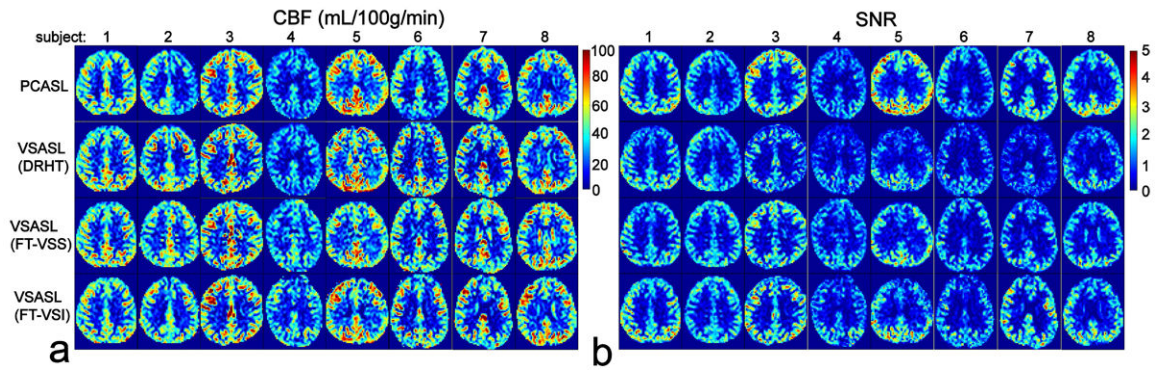 CBF (mL/100g/min)
subject: 1 2 3 4 5 6 7 8
PCASL
VSASL
(DRHT)
VSASL
(FT-VSS)
VSASL
(FT-VSI)
100
80
60
40
20
0
a
SNR
1 2 3 4 5 6 7 8
5
4
3
2
1
0
b